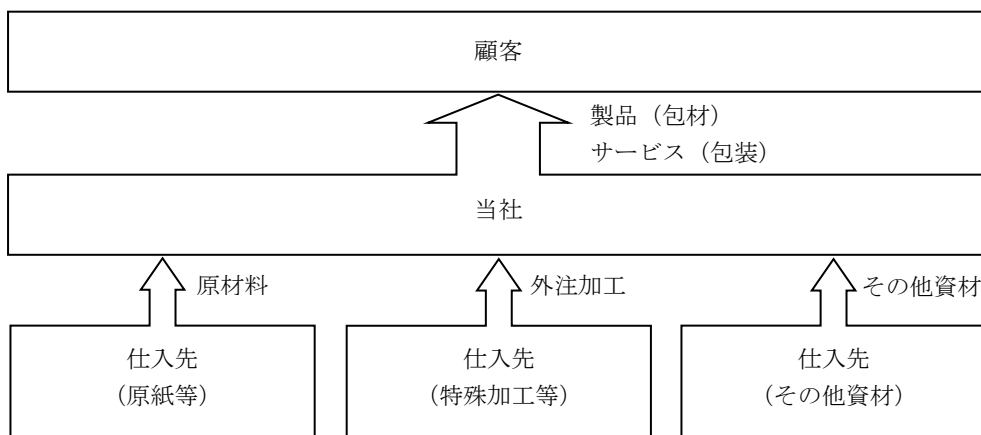 顧客
製品（包材）
サービス（包装）
当社
原材料
外注加工
その他資材
仕入先
（原紙等）
仕入先
（特殊加工等）
仕入先
（その他資材）